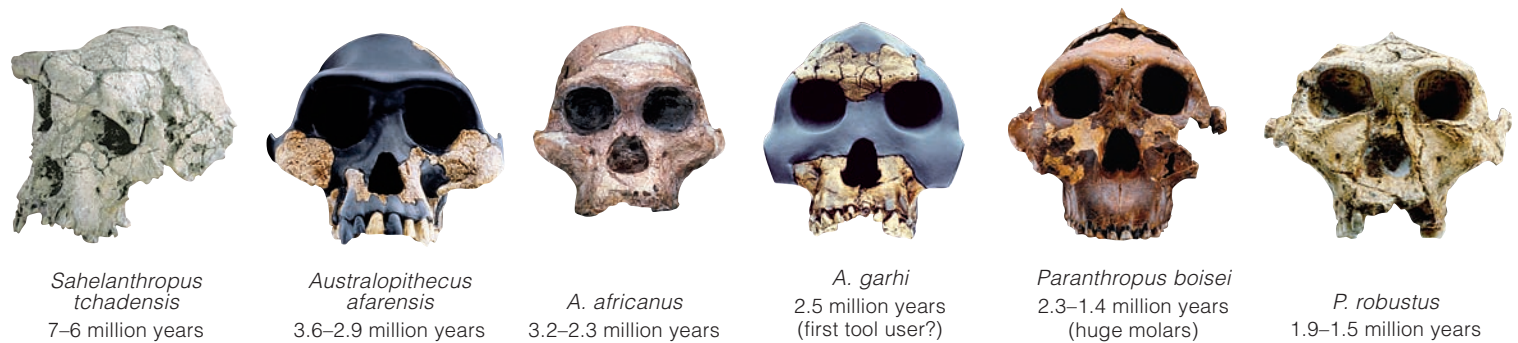 Sahelanthropus
tchadensis
7–6 million years
Australopithecus
afarensis
3.6–2.9 million years
A. africanus
3.2–2.3 million years
A. garhi
2.5 million years
(first tool user?)
Paranthropus boisei
2.3–1.4 million years
(huge molars)
P. robustus
1.9–1.5 million years